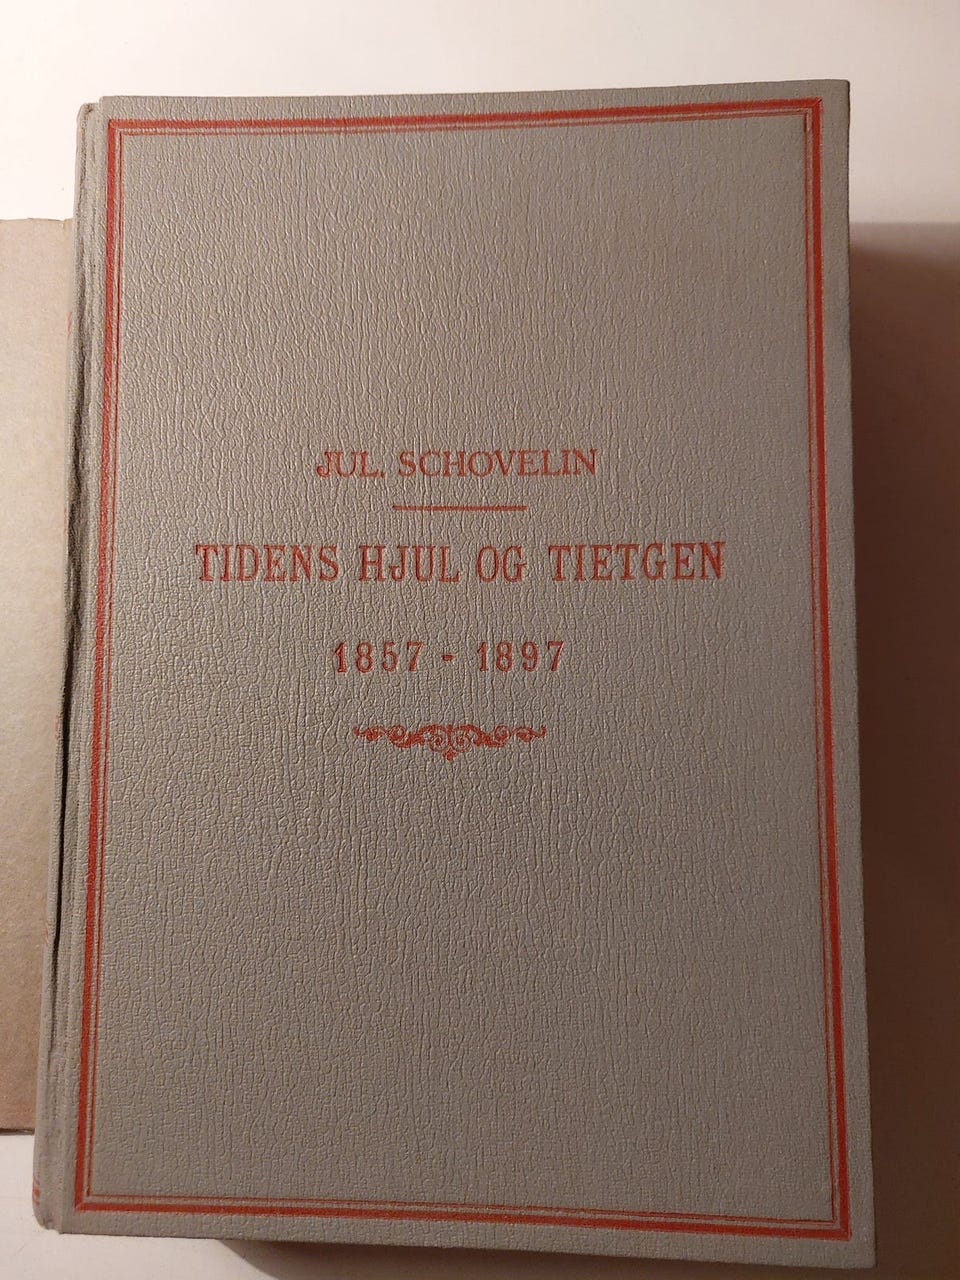 JUL. SCHOVELIN
TIDENS HJUL OG TIETGEN
1857 - 1897